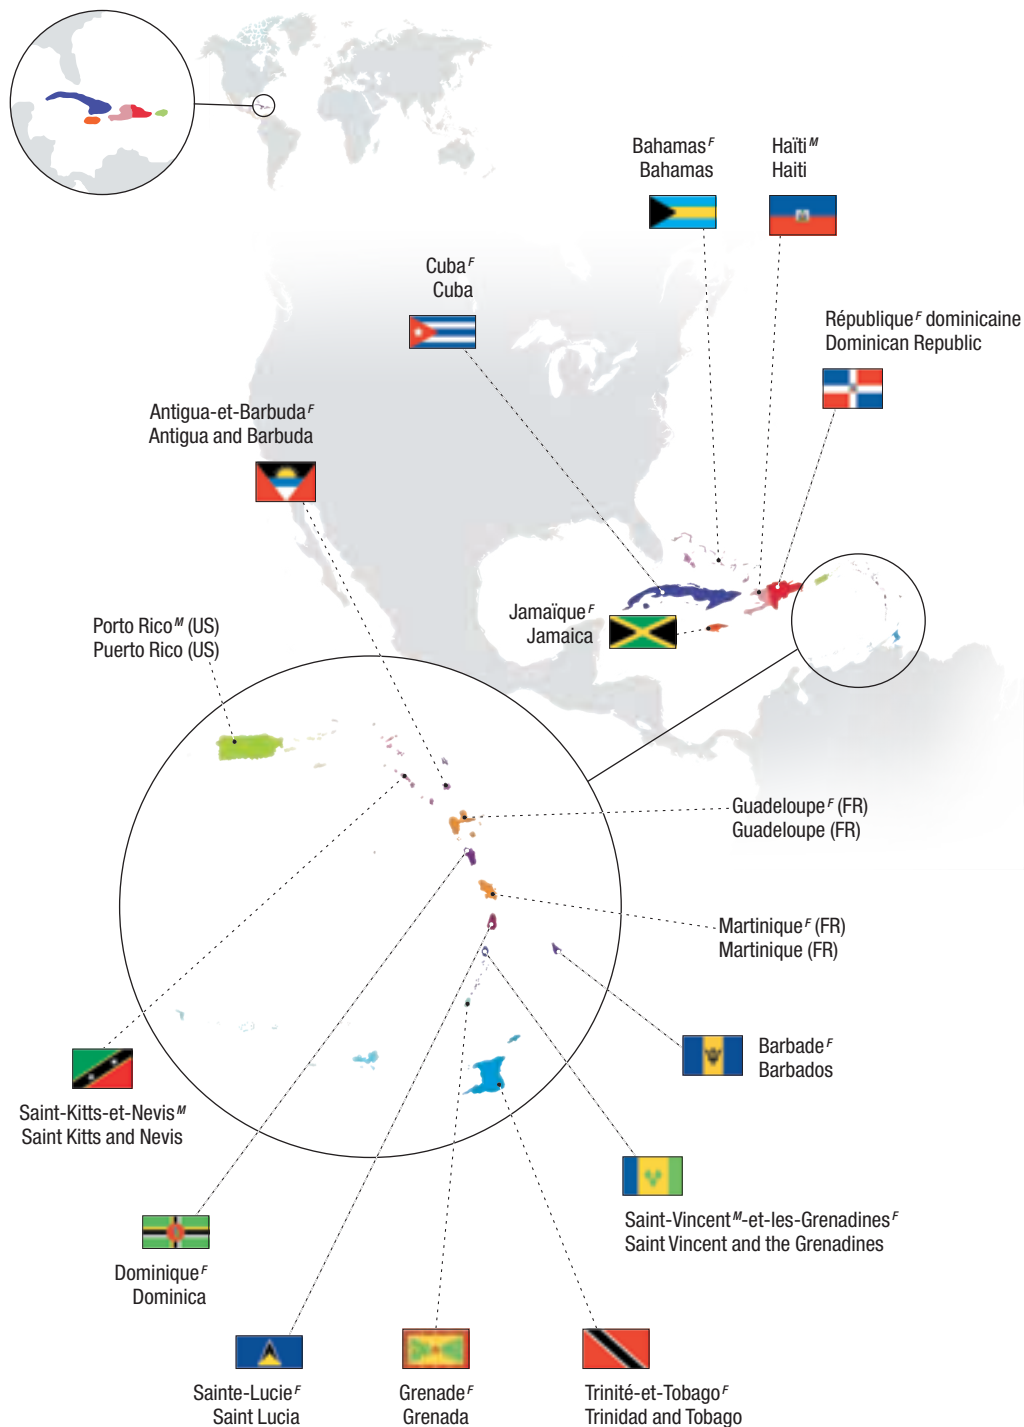 Bahamas F
Bahamas
Haïti M
Haiti
Cuba F
Cuba
République F dominicaine
Dominican Republic
Antigua-et-Barbuda F
Antigua and Barbuda
Jamaïque F
Jamaica
Porto Rico M (US)
Puerto Rico (US)
Guadeloupe F (FR)
Guadeloupe (FR)
Martinique F (FR)
Martinique (FR)
Barbade F
Barbados
Saint-Kitts-et-Nevis M
Saint Kitts and Nevis
Saint-Vincent M-et-les-Grenadines F
Saint Vincent and the Grenadines
Dominique F
Dominica
Sainte-Lucie F
Saint Lucia
Grenade F
Grenada
Trinité-et-Tobago F
Trinidad and Tobago